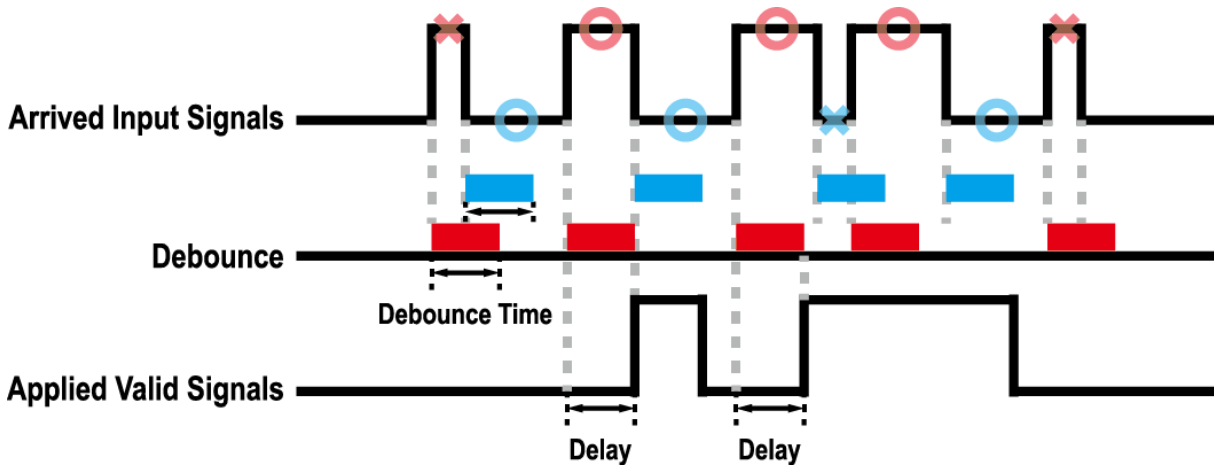 Arrived Input Signals
Debounce
Debounce Time
Applied Valid Signals
Delay
Delay